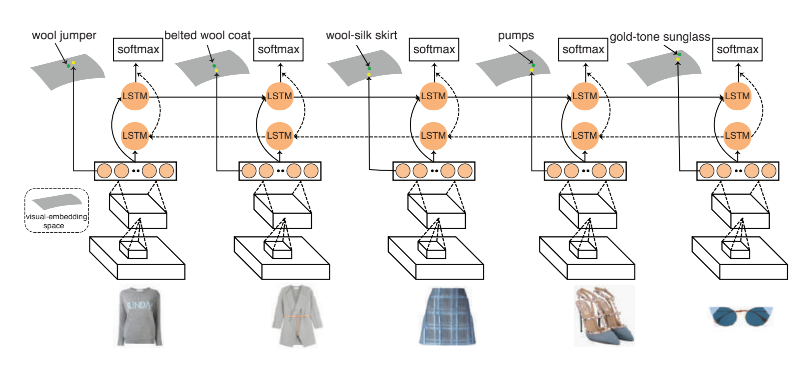 wool jumper
belted wool coat
wool-silk skirt
pumps
gold-tone sunglass
softmax
softmax
softmax
softmax
softmax
LSTM
LSTM
LSTM
LSTM
LSTM
LSTM
LSTM
LSTM
LSTM
LSTM
visual-embedding
space